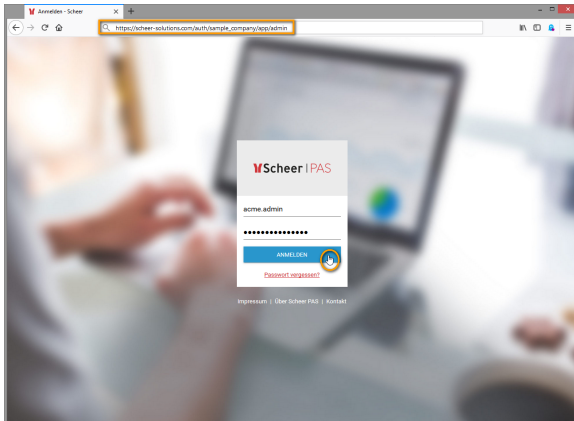 Anmelden - Scheer
https://scheer-solutions.com/auth/sample_company/app/admin
Scheer | PAS
acme.admin
•••••••••••••••
ANMELDEN
Passwort vergessen?
Impressum | Über Scheer PAS | Kontakt